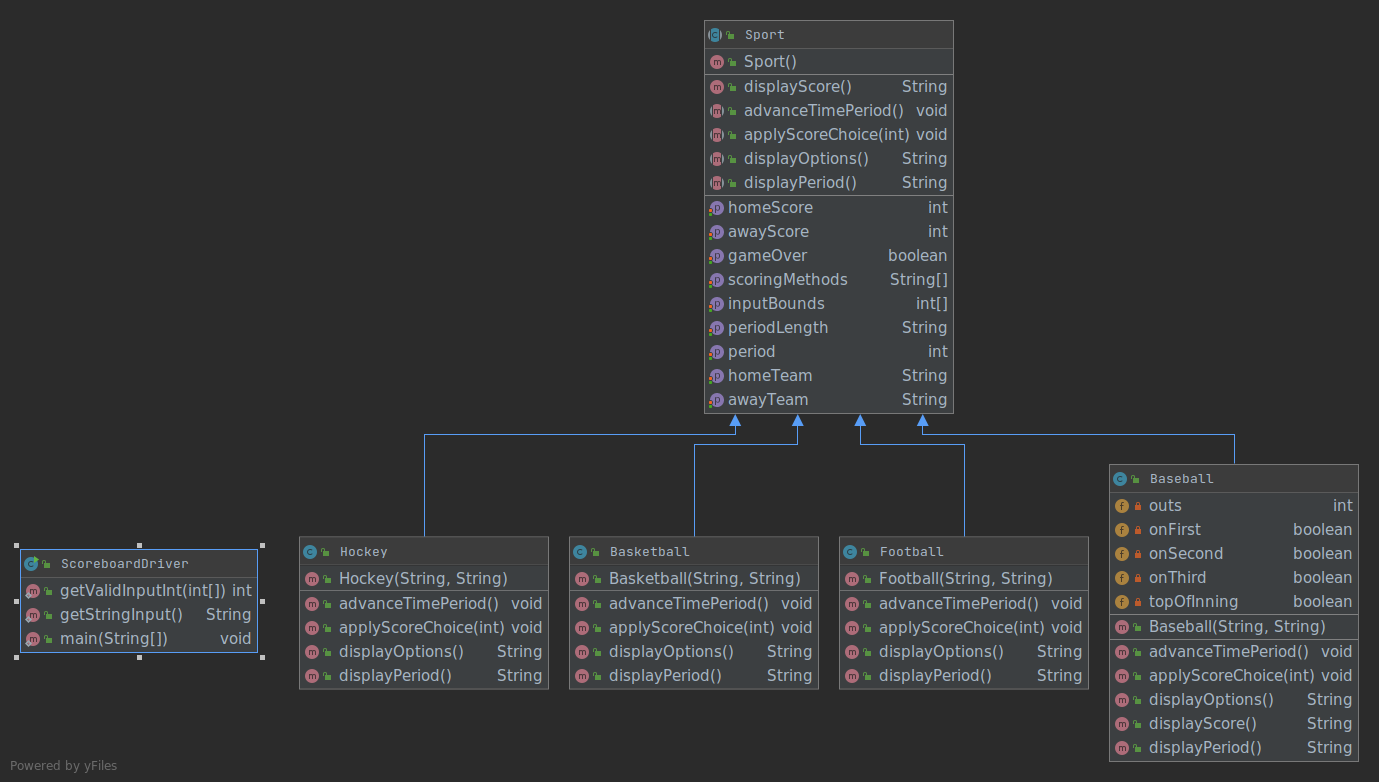 Sport
Sport()
displayScore() String
advanceTimePeriod() void
applyScoreChoice(int) void
displayOptions() String
displayPeriod() String
homeScore int
awayScore int
gameOver boolean
scoringMethods String[]
inputBounds int[]
periodLength String
period int
homeTeam String
awayTeam String
ScoreboardDriver
getValidInputInt(int[]) int
getStringInput() String
main(String[]) void
Hockey
Hockey(String, String)
advanceTimePeriod() void
applyScoreChoice(int) void
displayOptions() String
displayPeriod() String
Basketball
Basketball(String, String)
advanceTimePeriod() void
applyScoreChoice(int) void
displayOptions() String
displayPeriod() String
Football
Football(String, String)
advanceTimePeriod() void
applyScoreChoice(int) void
displayOptions() String
displayPeriod() String
Baseball
outs int
onFirst boolean
onSecond boolean
onThird boolean
topOfInning boolean
Baseball(String, String)
advanceTimePeriod() void
applyScoreChoice(int) void
displayOptions() String
displayScore() String
displayPeriod() String
Powered by yFiles